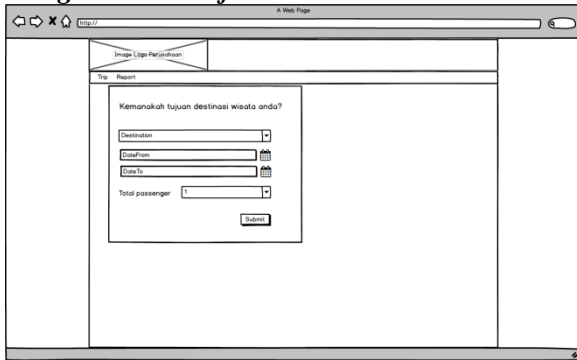 A Web Page
http://
Image Logo Perusahaan
Trip Report
Kemanakah tujuan destinasi wisata anda?
Destination
DateFrom
DateTo
Total passenger 1
Submit